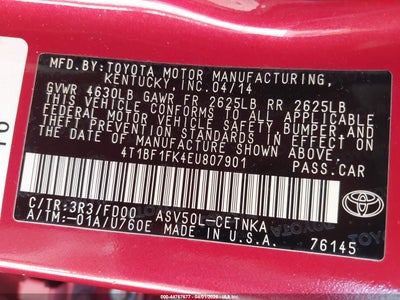 MFD.BY:TOYOTA MOTOR MANUFACTURING,
KENTUCKY, INC. 04/14
GVWR 4630LB GAWR FR 2625LB RR 2625LB
THIS VEHICLE CONFORMS TO ALL APPLICABLE
FEDERAL MOTOR VEHICLE SAFETY, BUMPER, AND
THEFT PREVENTION STANDARDS IN EFFECT ON
THE DATE OF MANUFACTURE SHOWN ABOVE.
4T1BF1FK4EU807901
PASS.CAR
C/TR:3R3/FD00 ASV50L-CETNKA
A/TM:-01A/U760E MADE IN U.S.A.
76145
TOYOTA